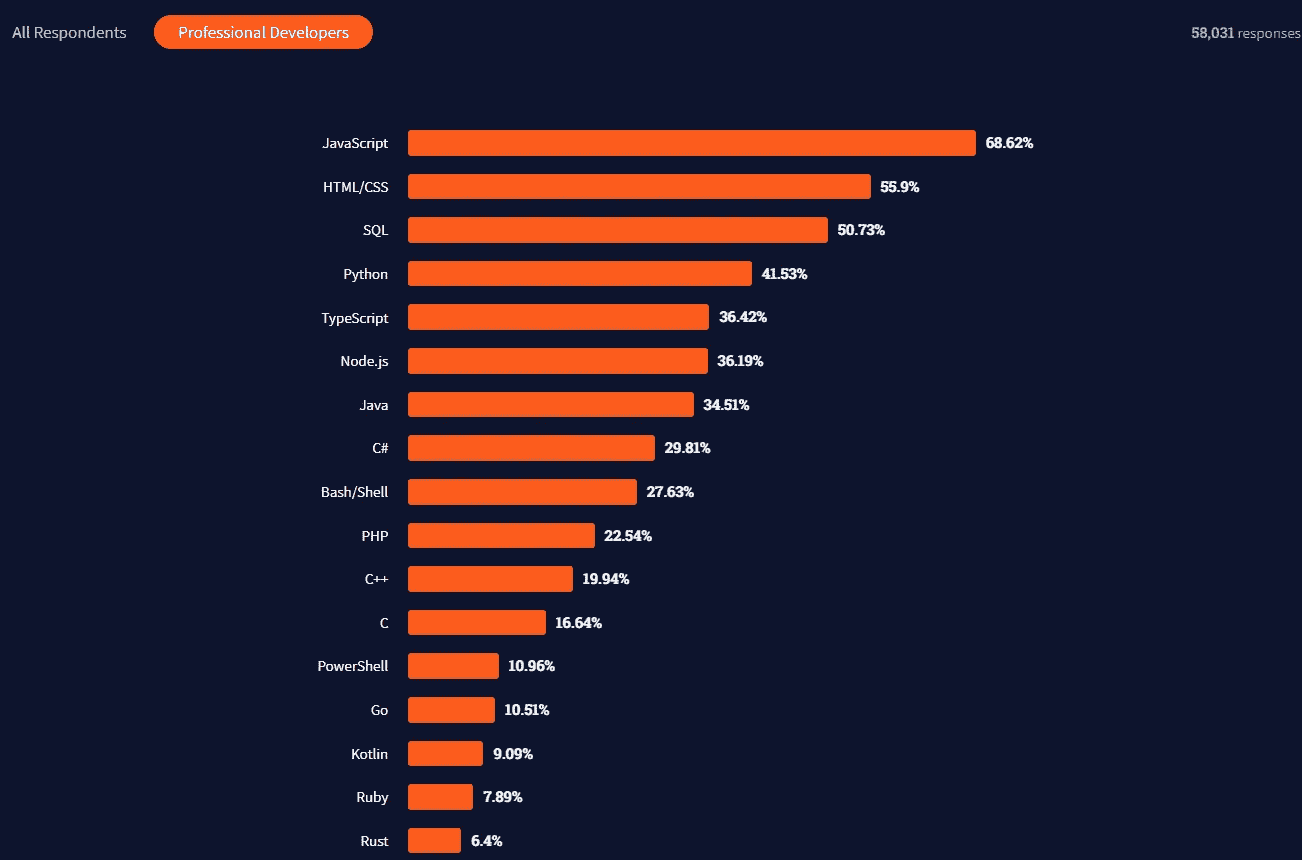 All Respondents Professional Developers 58,031 responses
JavaScript 68.62%
HTML/CSS 55.9%
SQL 50.73%
Python 41.53%
TypeScript 36.42%
Node.js 36.19%
Java 34.51%
C# 29.81%
Bash/Shell 27.63%
PHP 22.54%
C++ 19.94%
C 16.64%
PowerShell 10.96%
Go 10.51%
Kotlin 9.09%
Ruby 7.89%
Rust 6.4%